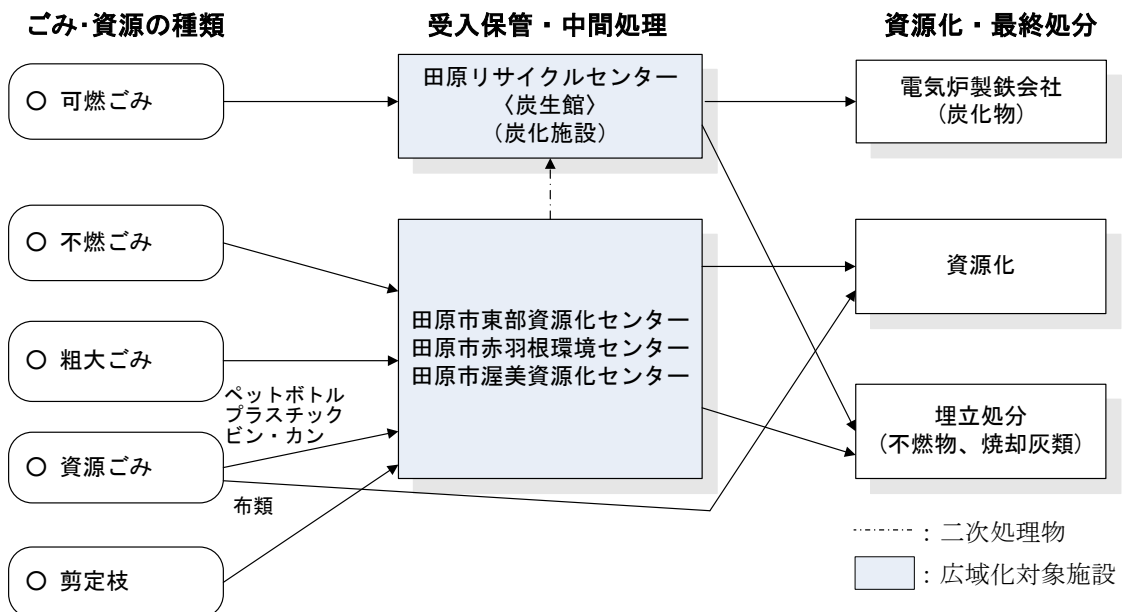 ごみ・資源の種類
受入保管・中間処理
資源化・最終処分
○ 可燃ごみ
○ 不燃ごみ
○ 粗大ごみ
ペットボトル
プラスチック
ビン・カン
○ 資源ごみ
布類
○ 剪定枝
田原リサイクルセンター
〈炭生館〉
(炭化施設)
田原市東部資源化センター
田原市赤羽根環境センター
田原市渥美資源化センター
電気炉製鉄会社
(炭化物)
資源化
埋立処分
(不燃物、焼却灰類)
：二次処理物
：広域化対象施設